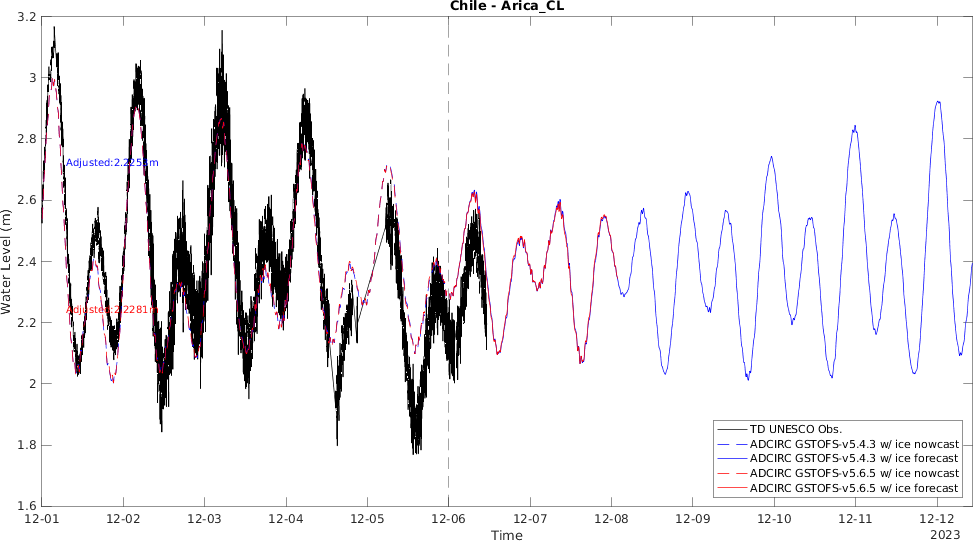 Chile - Arica_CL
3.2
3
2.8
2.6
2.4
2.2
2
1.8
1.6
Water Level (m)
Adjusted:2.2281m
TD UNESCO Obs.
ADCIRC GSTOFS-v5.4.3 w/ ice nowcast
ADCIRC GSTOFS-v5.4.3 w/ ice forecast
ADCIRC GSTOFS-v5.6.5 w/ ice nowcast
ADCIRC GSTOFS-v5.6.5 w/ ice forecast
12-01 12-02 12-03 12-04 12-05 12-06 12-07 12-08 12-09 12-10 12-11 12-12
Time
2023